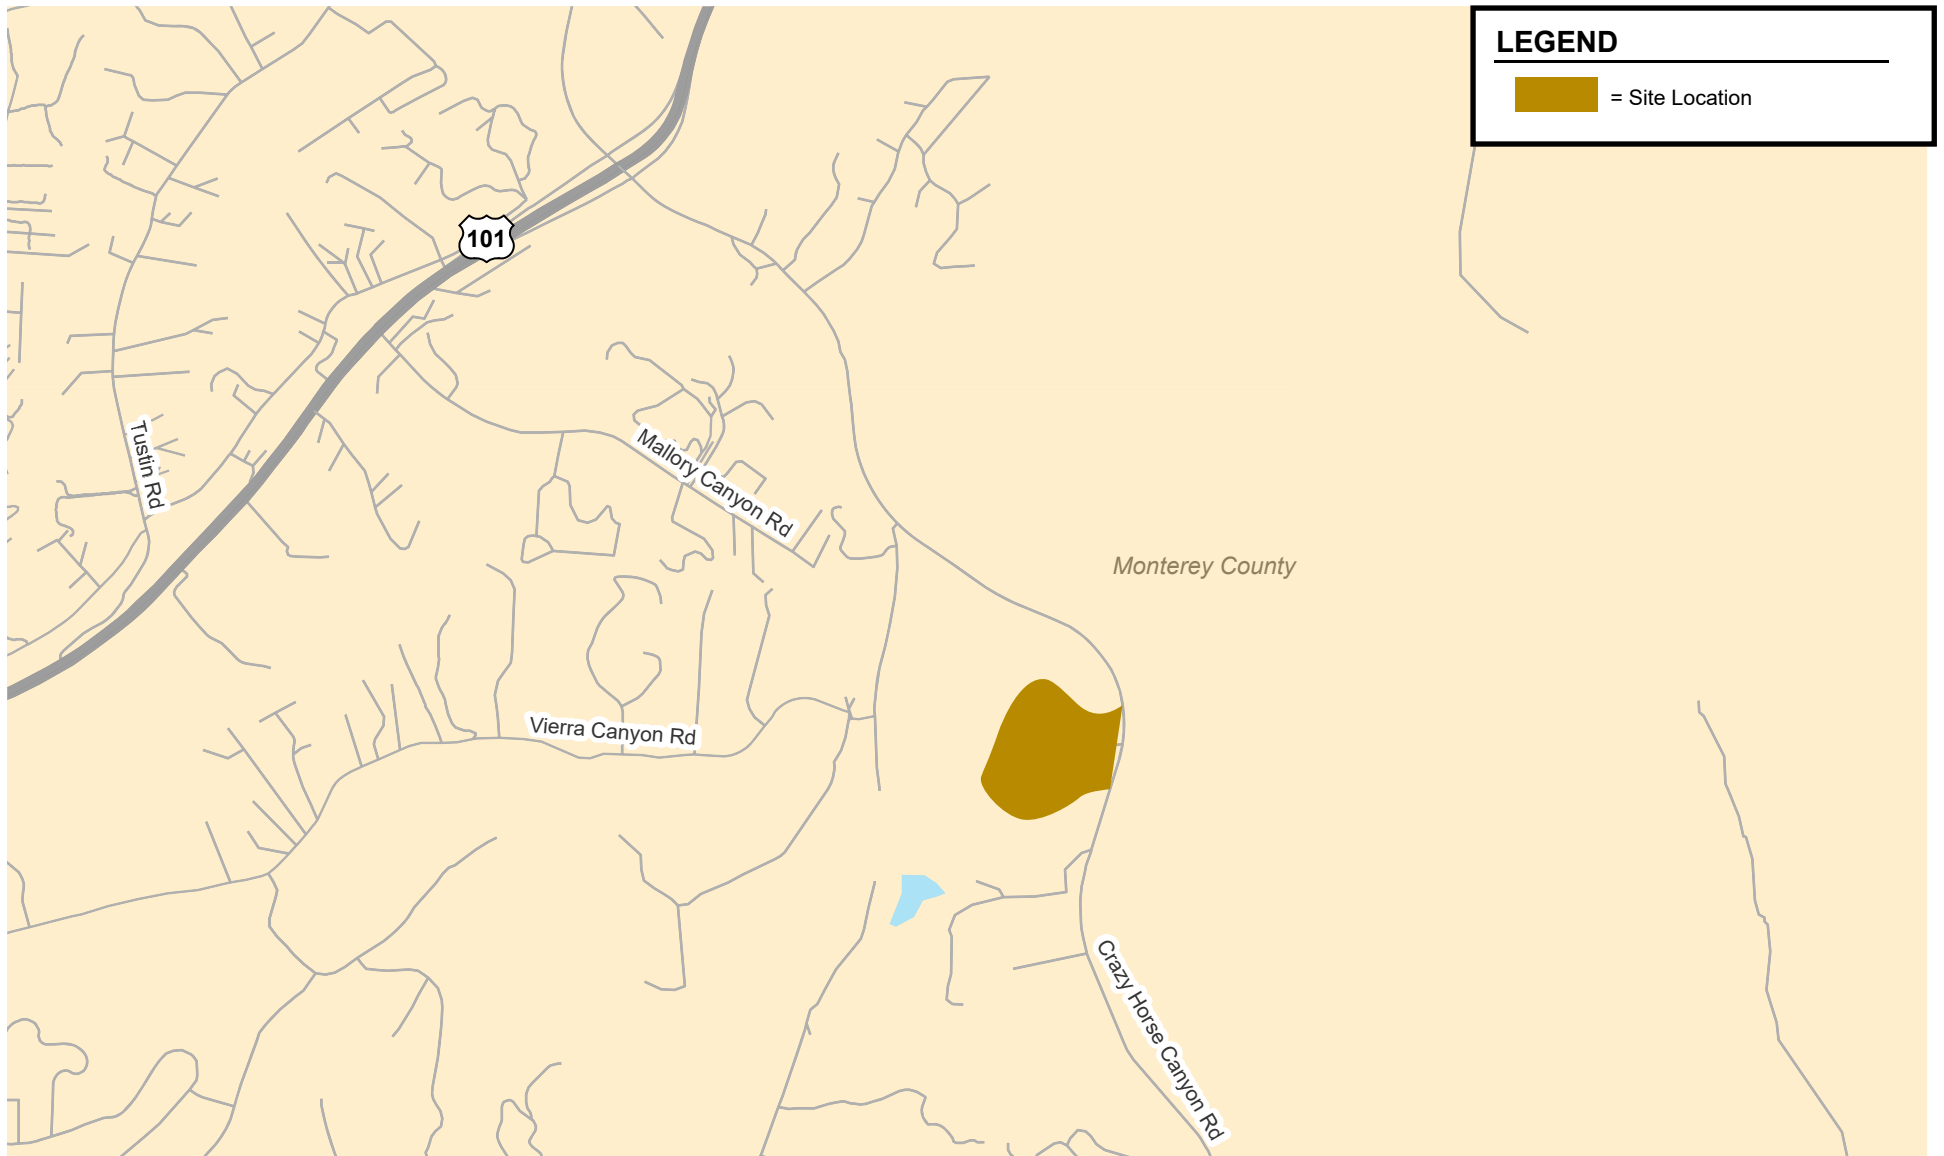 LEGEND
= Site Location
101
Tustin Rd
Mallory Canyon Rd
Monterey County
Vierra Canyon Rd
Crazy Horse Canyon Rd